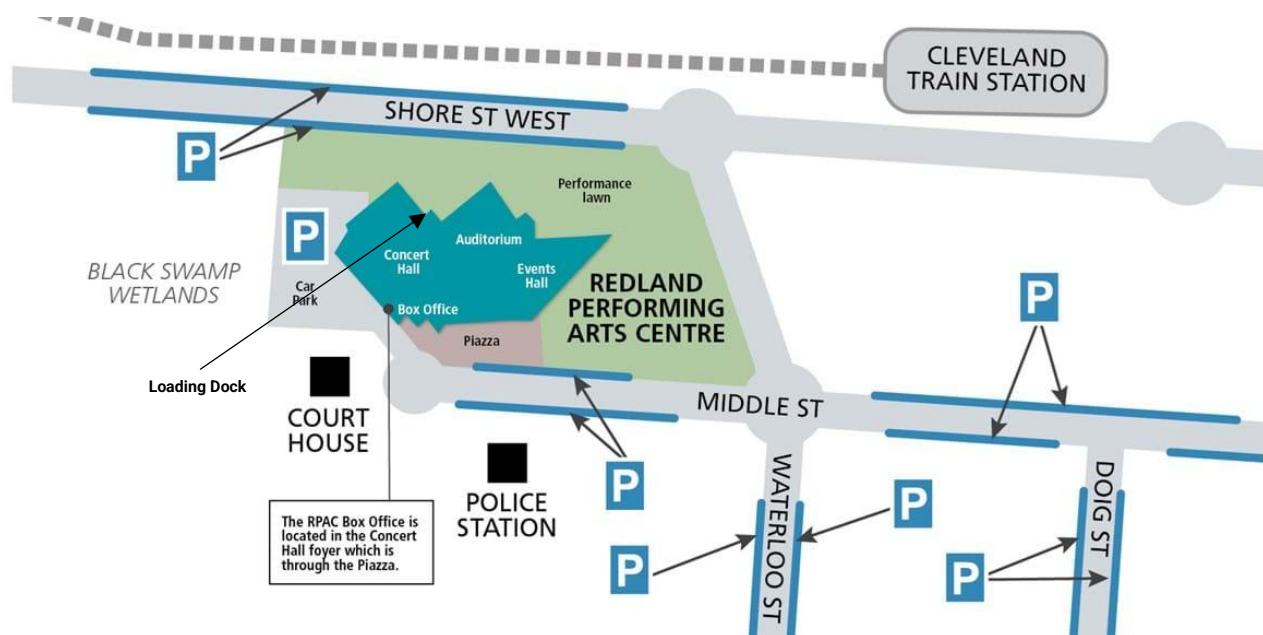 CLEVELAND
TRAIN STATION
SHORE ST WEST
P
Performance
lawn
P
Auditorium
Concert
Hall
Events
Hall
BLACK SWAMP
WETLANDS
Car
Park
REDLAND
PERFORMING
ARTS CENTRE
P
Box Office
Piazza
Loading Dock
MIDDLE ST
COURT
HOUSE
P
POLICE
STATION
WATERLOO ST
DOIG ST
P
The RPAC Box Office is
located in the Concert
Hall foyer which is
through the Piazza.
P
P